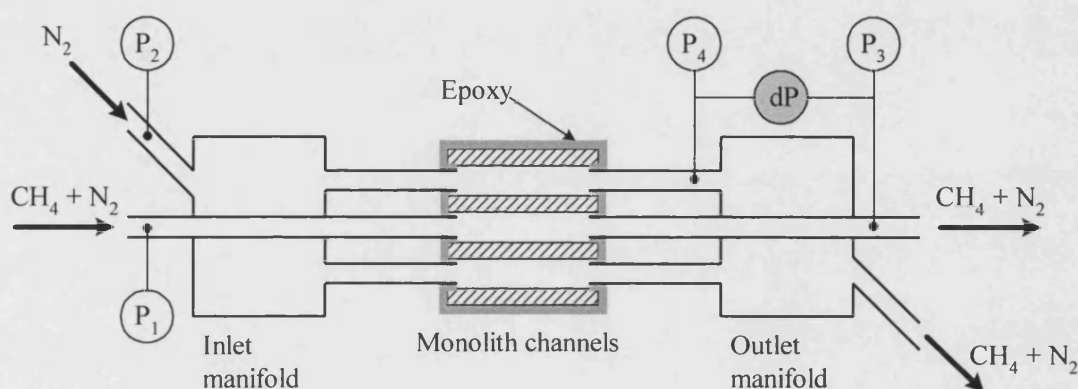 N₂
P₂
P₄
P₃
Epoxy
dP
CH₄ + N₂
CH₄ + N₂
P₁
Inlet
manifold
Monolith channels
Outlet
manifold
CH₄ + N₂